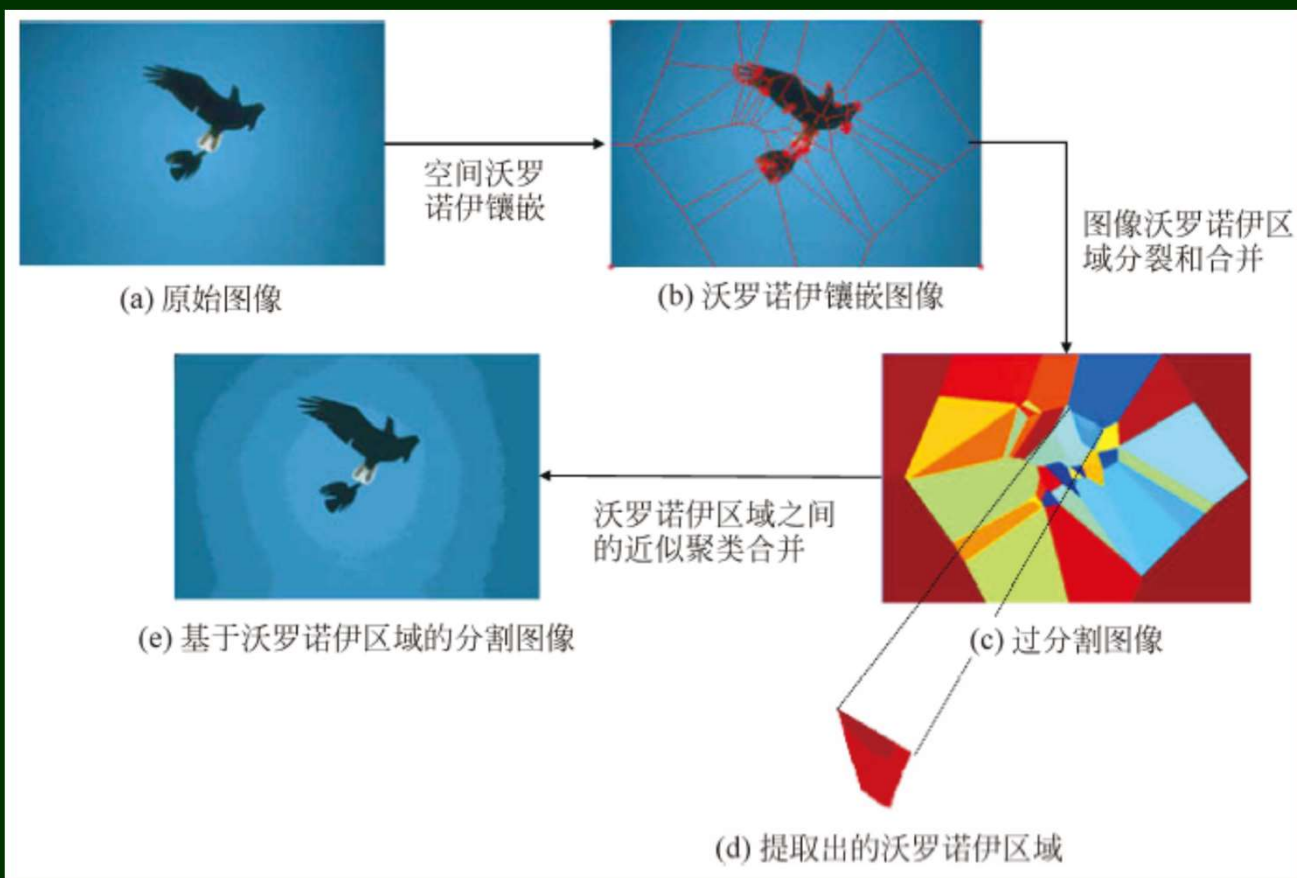 空间沃罗
诺伊镶嵌
图像沃罗诺伊区
域分裂和合并
(a) 原始图像
(b) 沃罗诺伊镶嵌图像
沃罗诺伊区域之间
的近似聚类合并
(e) 基于沃罗诺伊区域的分割图像
(c) 过分割图像
(d) 提取出的沃罗诺伊区域